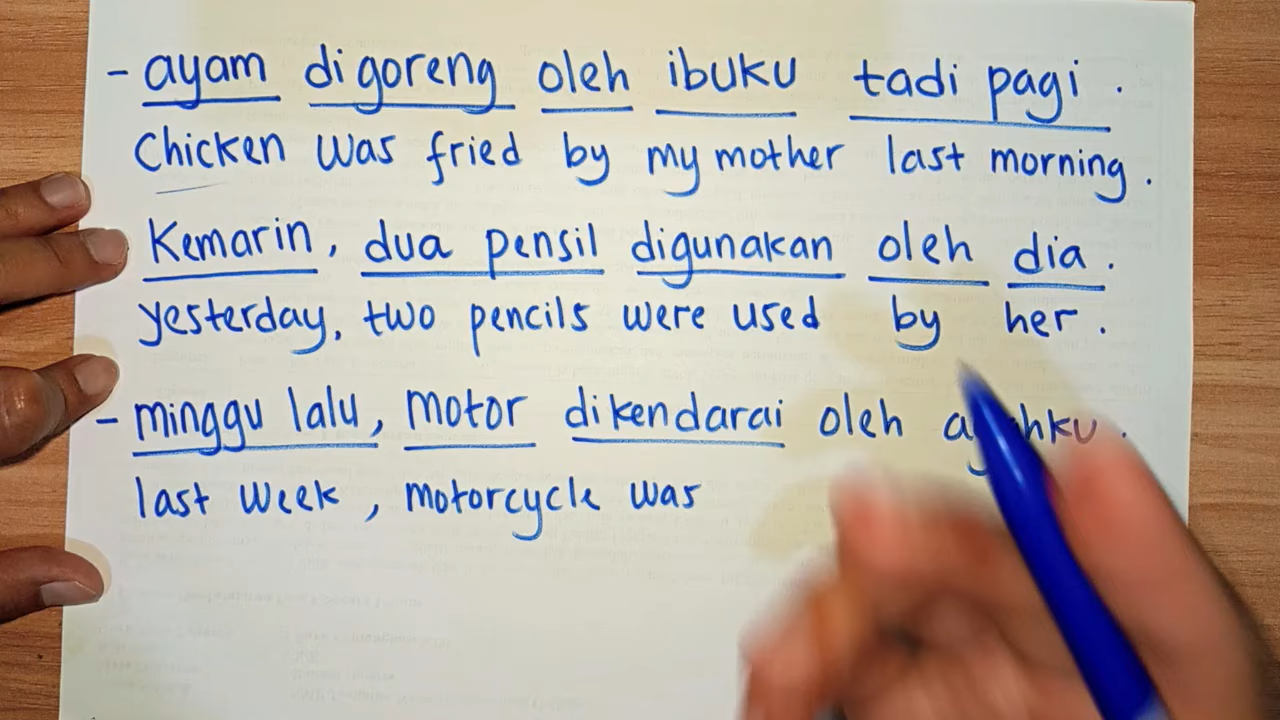 - ayam digoreng oleh ibuku tadi pagi.
Chicken was fried by my mother last morning.
Kemarin, dua pensil digunakan oleh dia.
yesterday, two pencils were used by her.
- minggu lalu, motor dikendarai oleh
last week, motorcycle was